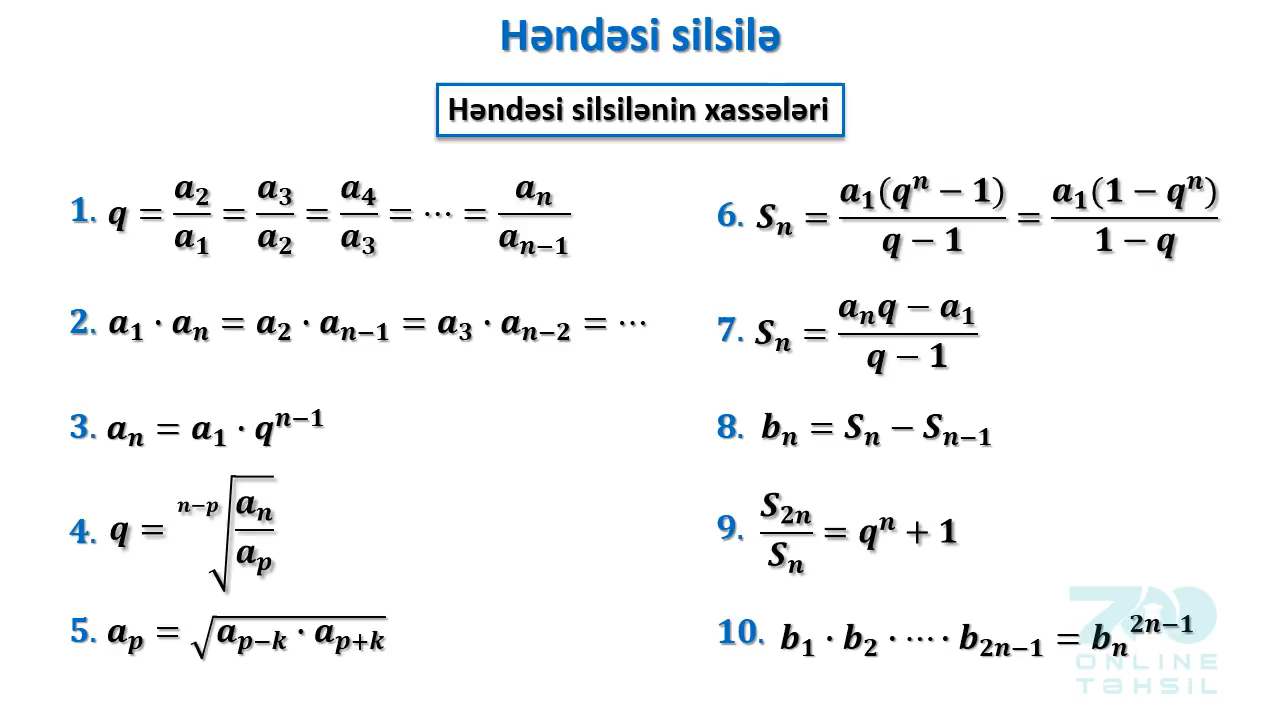 Həndəsi silsilə
Həndəsi silsilənin xassələri
1. q = a₂/a₁ = a₃/a₂ = a₄/a₃ = ⋯ = aₙ/aₙ₋₁
2. a₁ · aₙ = a₂ · aₙ₋₁ = a₃ · aₙ₋₂ = ⋯
3. aₙ = a₁ · qⁿ⁻¹
4. q = ⁿ⁻ᵖ√(aₙ/aₚ)
5. aₚ = √(aₚ₋ₖ · aₚ₊ₖ)
6. Sₙ = a₁(qⁿ − 1)/(q − 1) = a₁(1 − qⁿ)/(1 − q)
7. Sₙ = (aₙq − a₁)/(q − 1)
8. bₙ = Sₙ − Sₙ₋₁
9. S₂ₙ/Sₙ = qⁿ + 1
10. b₁ · b₂ · ⋯ · b₂ₙ₋₁ = bₙ²ⁿ⁻¹
700
ONLINE
TəHSİL